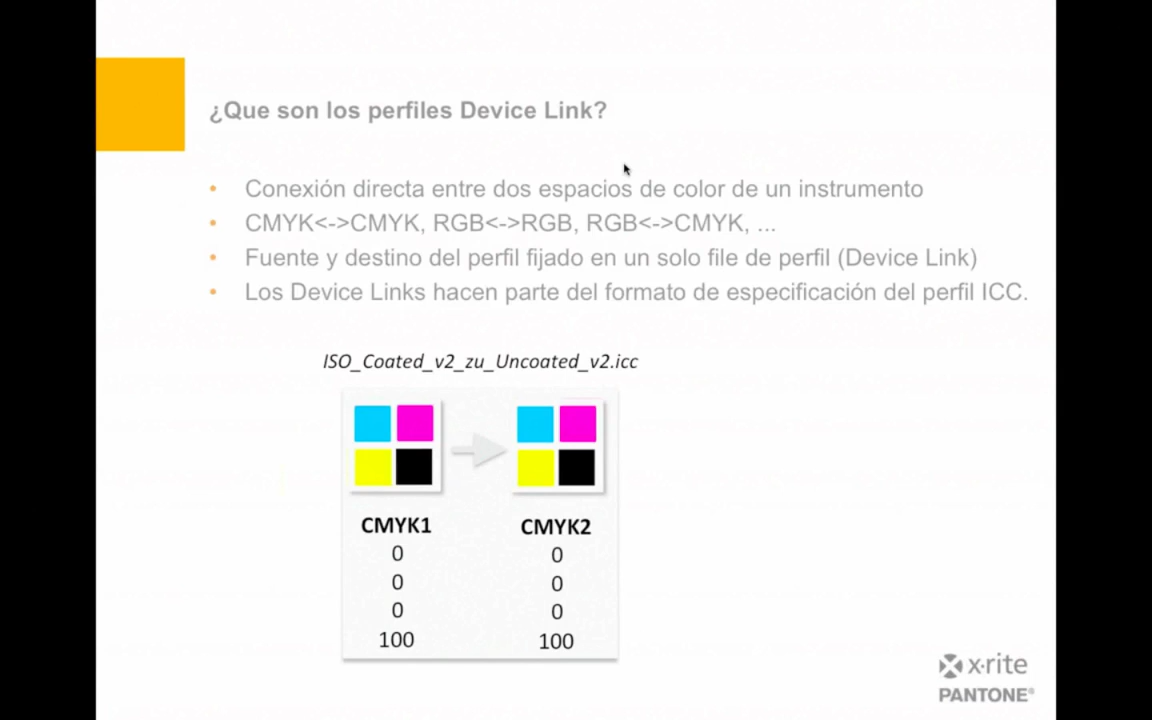 ¿Que son los perfiles Device Link?
• Conexión directa entre dos espacios de color de un instrumento
• CMYK<->CMYK, RGB<->RGB, RGB<->CMYK, ...
• Fuente y destino del perfil fijado en un solo file de perfil (Device Link)
• Los Device Links hacen parte del formato de especificación del perfil ICC.
ISO_Coated_v2_zu_Uncoated_v2.icc
CMYK1 CMYK2
0 0
0 0
0 0
100 100
x·rite
PANTONE®